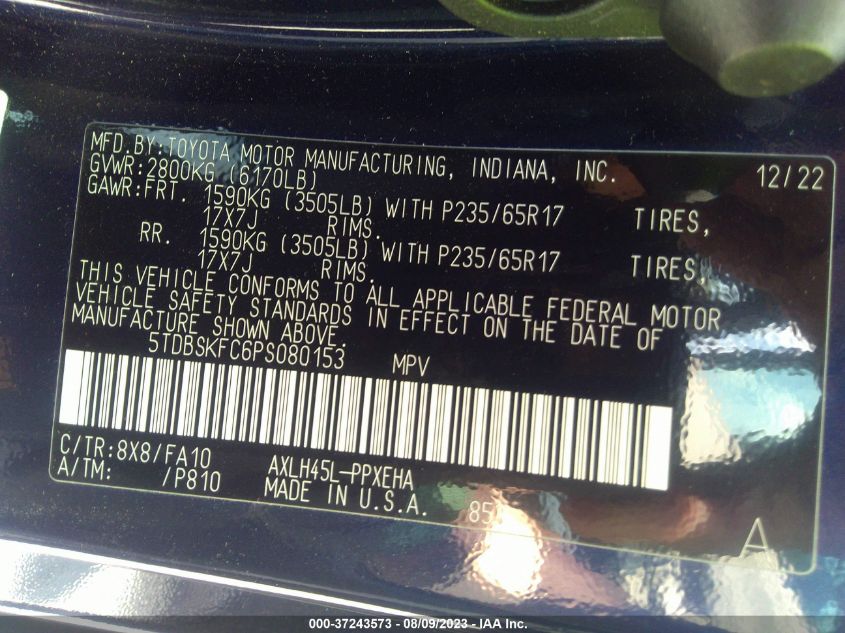 MFD.BY:TOYOTA MOTOR MANUFACTURING, INDIANA, INC. 12/22
GVWR:2800KG (6170LB)
GAWR:FRT. 1590KG (3505LB) WITH P235/65R17 TIRES,
17X7J RIMS.
RR. 1590KG (3505LB) WITH P235/65R17 TIRES,
17X7J RIMS.
THIS VEHICLE CONFORMS TO ALL APPLICABLE FEDERAL MOTOR
VEHICLE SAFETY STANDARDS IN EFFECT ON THE DATE OF
MANUFACTURE SHOWN ABOVE.
5TDBSKFC6PS080153 MPV
C/TR:8X8/FA10 AXLH45L-PPXEHA
A/TM: /P810 MADE IN U.S.A. 85
A
000-37243573 - 08/09/2023 - IAA Inc.